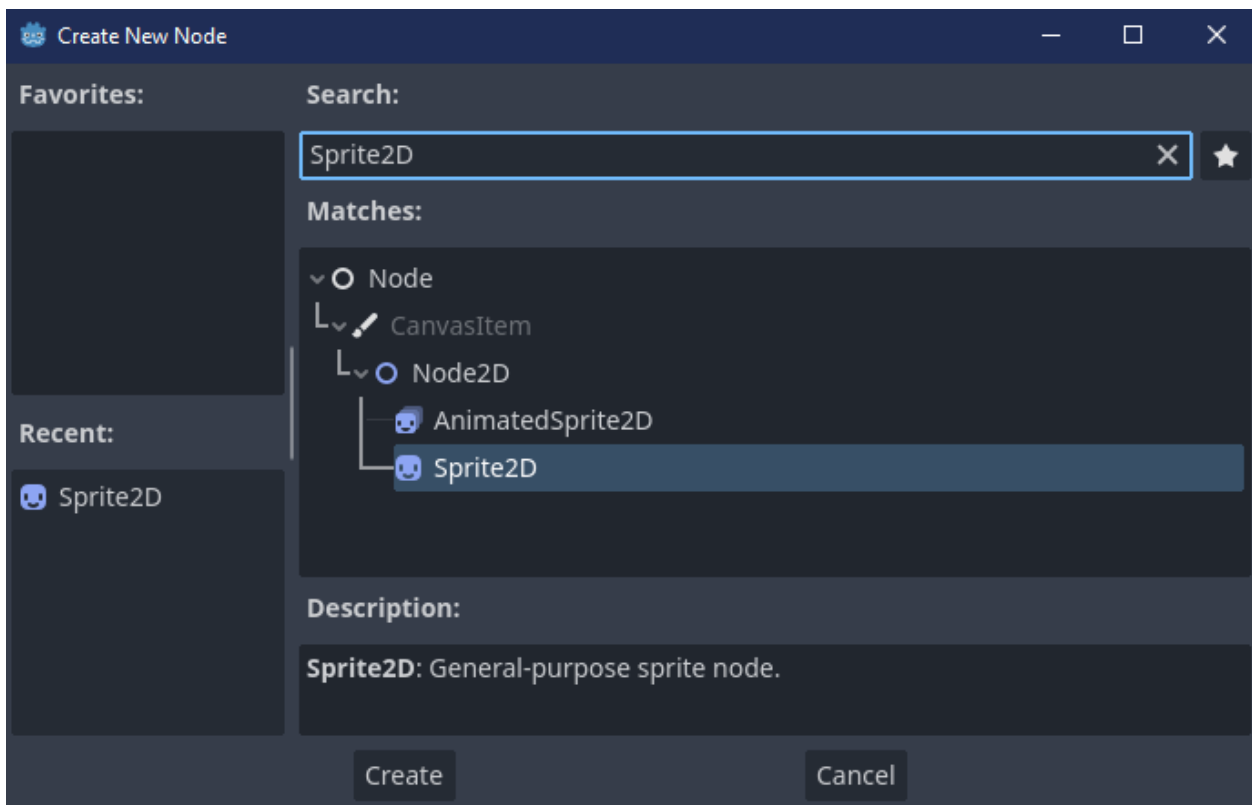 Create New Node
Favorites:
Search:
Sprite2D
Matches:
Node
CanvasItem
Node2D
AnimatedSprite2D
Sprite2D
Recent:
Sprite2D
Description:
Sprite2D: General-purpose sprite node.
Create
Cancel